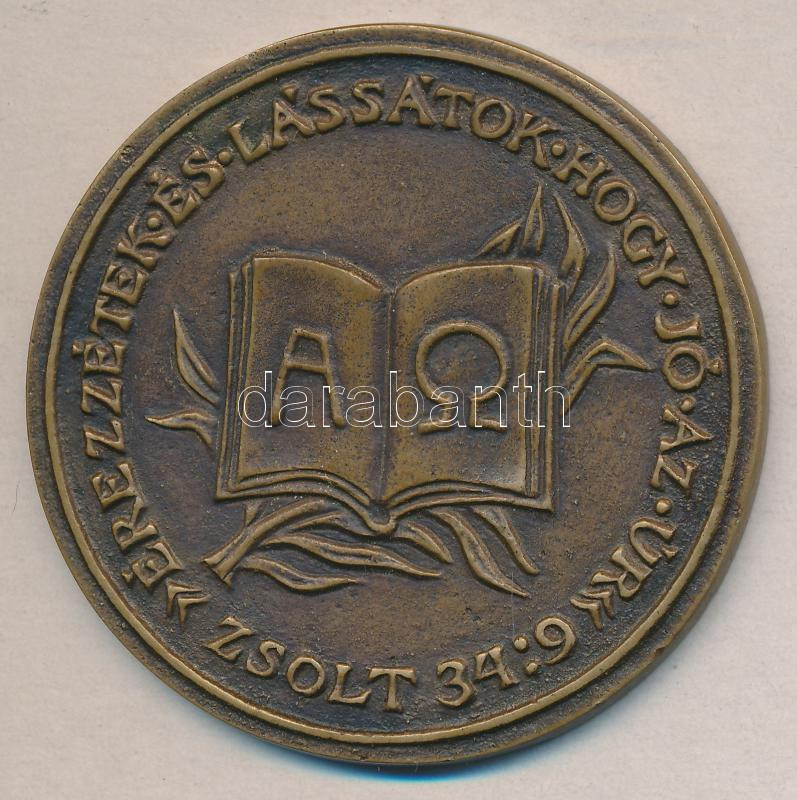 »ÉREZZÉTEK·ÉS·LÁSSÁTOK·HOGY·JÓ·AZ·ÚR«
ZSOLT 34:9
Α Ω
darabanth